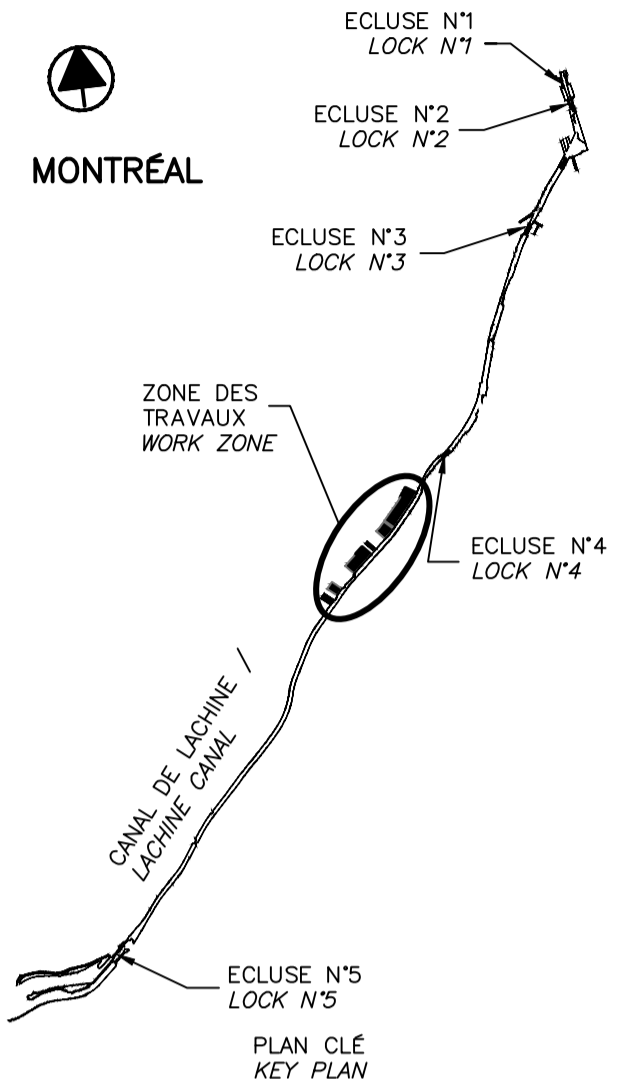 ECLUSE N°1
LOCK N°1
ECLUSE N°2
LOCK N°2
MONTRÉAL
ECLUSE N°3
LOCK N°3
ZONE DES
TRAVAUX
WORK ZONE
ECLUSE N°4
LOCK N°4
CANAL DE LACHINE /
LACHINE CANAL
ECLUSE N°5
LOCK N°5
PLAN CLÉ
KEY PLAN